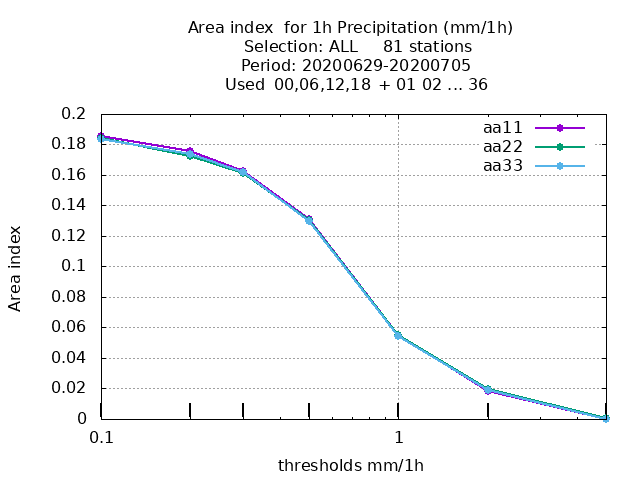 Area index  for 1h Precipitation (mm/1h)
Selection: ALL     81 stations
Period: 20200629-20200705
Used  00,06,12,18  + 01 02 ... 36
aa11
aa22
aa33
0.2
0.18
0.16
0.14
0.12
0.1
0.08
0.06
0.04
0.02
0
Area index
0.1
1
thresholds mm/1h